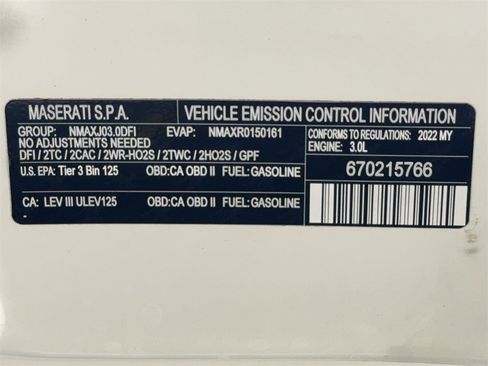 MASERATI S.P.A. VEHICLE EMISSION CONTROL INFORMATION
GROUP: NMAXJ03.0DFI EVAP: NMAXR0150161 CONFORMS TO REGULATIONS: 2022 MY
NO ADJUSTMENTS NEEDED ENGINE: 3.0L
DFI / 2TC / 2CAC / 2WR-HO2S / 2TWC / 2HO2S / GPF
U.S. EPA: Tier 3 Bin 125 OBD:CA OBD II FUEL:GASOLINE 670215766
CA: LEV III ULEV125 OBD:CA OBD II FUEL:GASOLINE